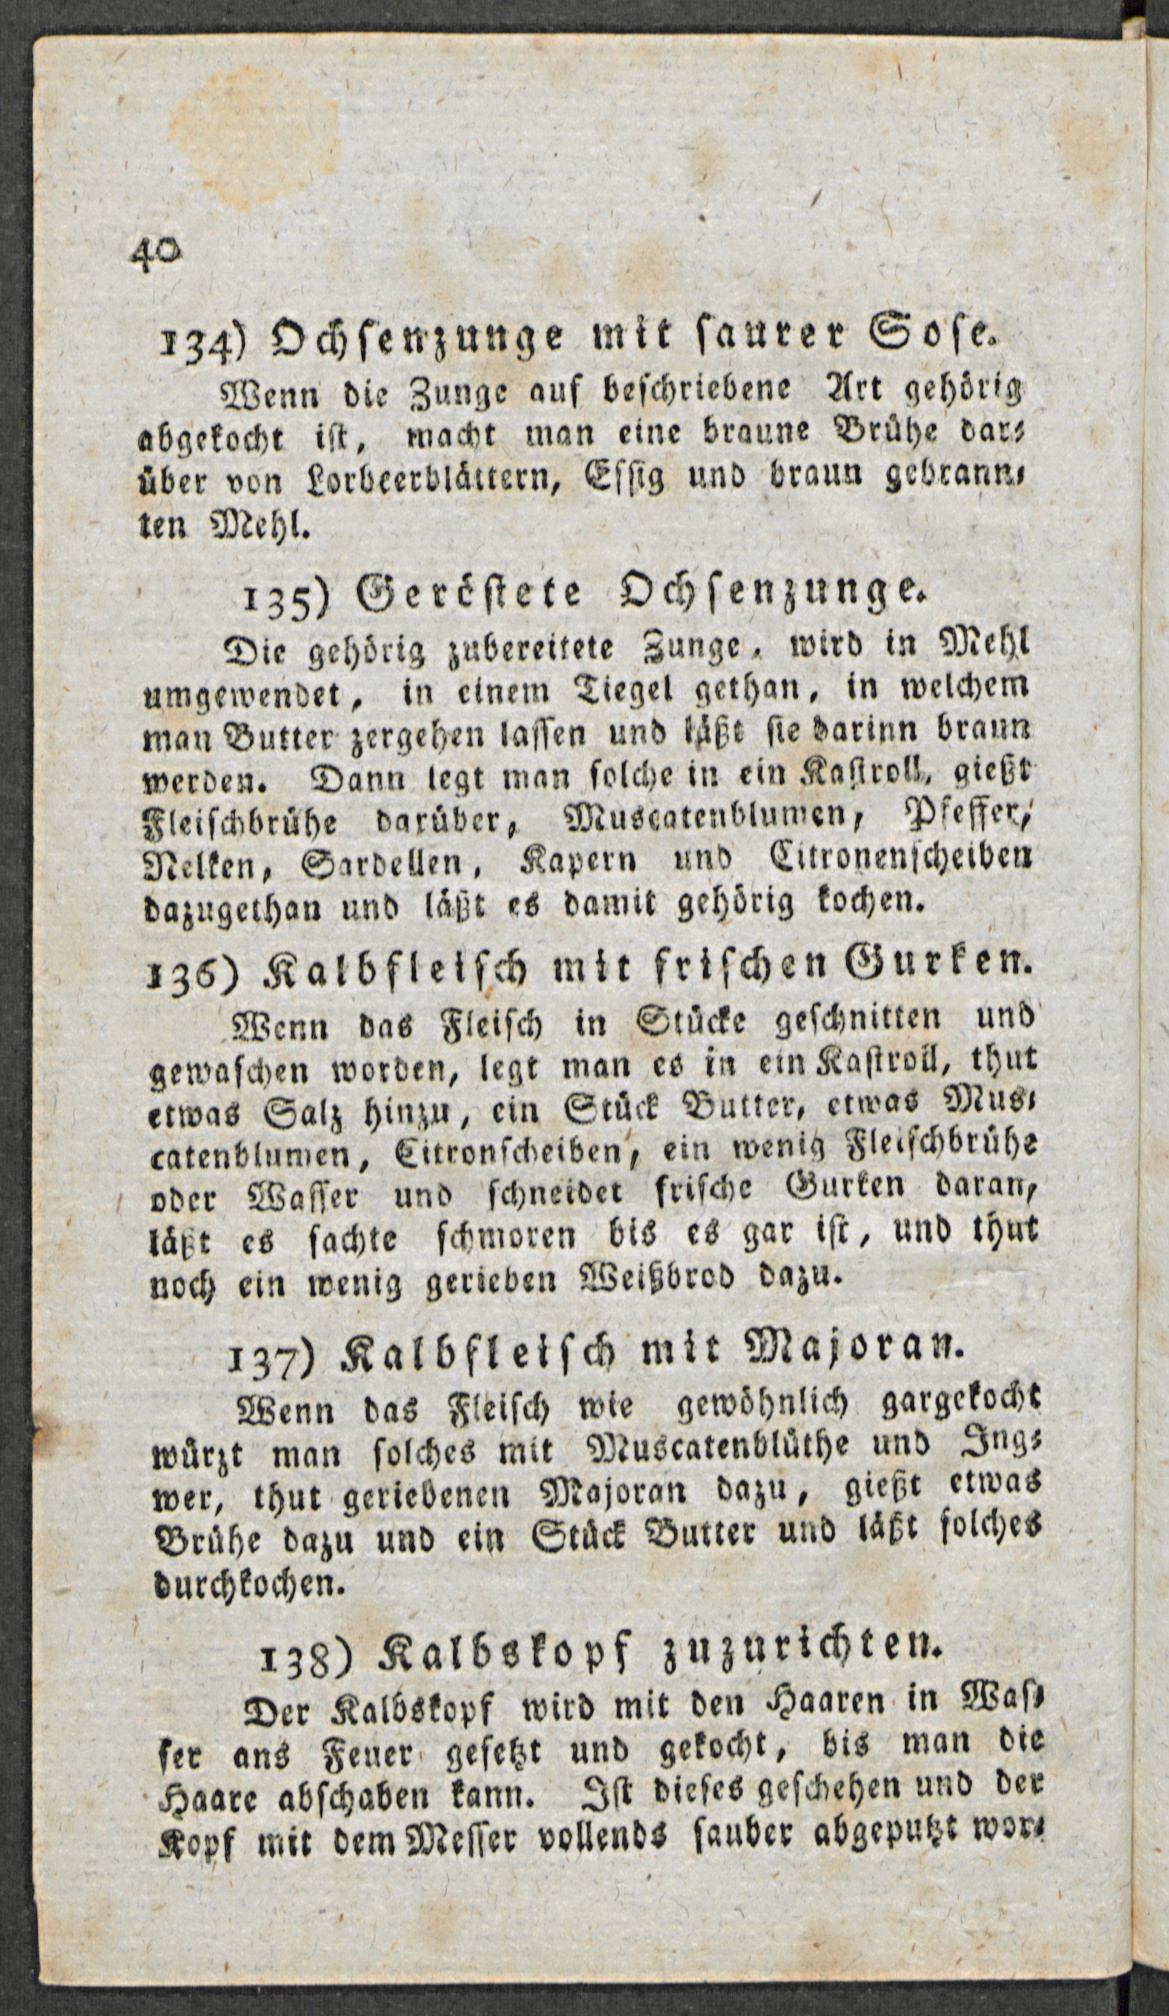 40
134) Ochsenzunge mit saurer Sose.
Wenn die Zunge auf beschriebene Art gehörig
abgekocht ist, macht man eine braune Brühe dar-
über von Lorbeerblättern, Essig und braun gebrann-
ten Mehl.
135) Geröstete Ochsenzunge.
Die gehörig zubereitete Zunge, wird in Mehl
umgewendet, in einem Tiegel gethan, in welchem
man Butter zergehen lassen und läßt sie darinn braun
werden. Dann legt man solche in ein Kastroll, gießt
Fleischbrühe darüber, Muscatenblumen, Pfeffer,
Nelken, Sardellen, Kapern und Citronenscheiben
dazugethan und läßt es damit gehörig kochen.
136) Kalbfleisch mit frischen Gurken.
Wenn das Fleisch in Stücke geschnitten und
gewaschen worden, legt man es in ein Kastroll, thut
etwas Salz hinzu, ein Stück Butter, etwas Mus-
catenblumen, Citronscheiben, ein wenig Fleischbrühe
oder Wasser und schneidet frische Gurken daran,
läßt es sachte schmoren bis es gar ist, und thut
noch ein wenig gerieben Weißbrod dazu.
137) Kalbfleisch mit Majoran.
Wenn das Fleisch wie gewöhnlich gargekocht
würzt man solches mit Muscatenblüthe und Ing-
wer, thut geriebenen Majoran dazu, gießt etwas
Brühe dazu und ein Stück Butter und läßt solches
durchkochen.
138) Kalbskopf zuzurichten.
Der Kalbskopf wird mit den Haaren in Was-
ser ans Feuer gesetzt und gekocht, bis man die
Haare abschaben kann. Ist dieses geschehen und der
Kopf mit dem Messer vollends sauber abgeputzt wor-